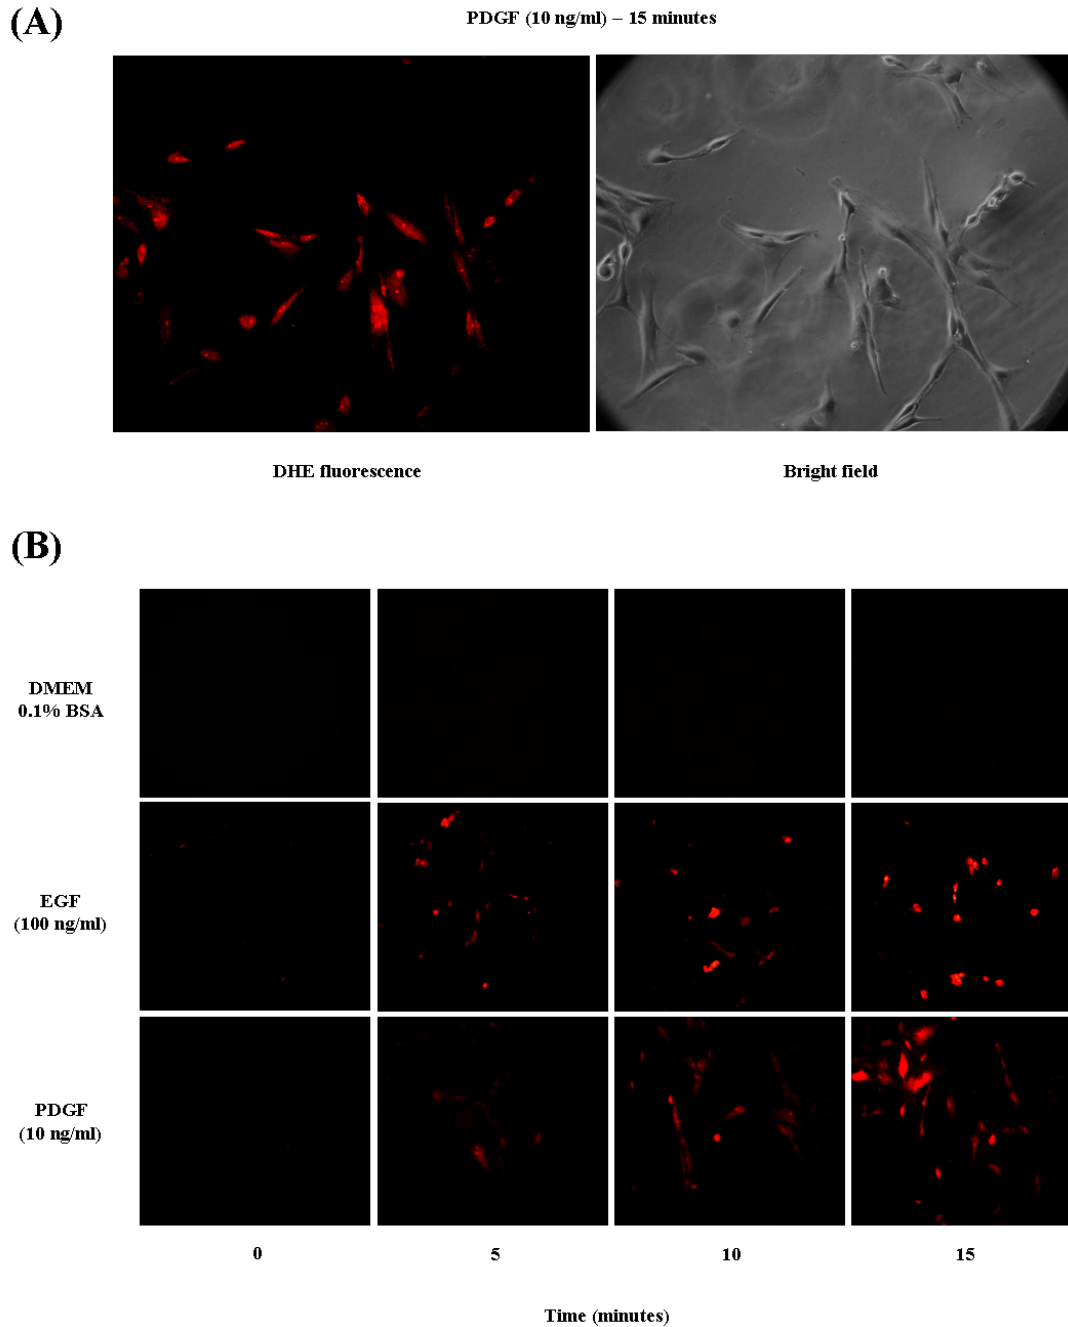 (A)
PDGF (10 ng/ml) – 15 minutes
DHE fluorescence
Bright field
(B)
DMEM
0.1% BSA
EGF
(100 ng/ml)
PDGF
(10 ng/ml)
0
5
10
15
Time (minutes)